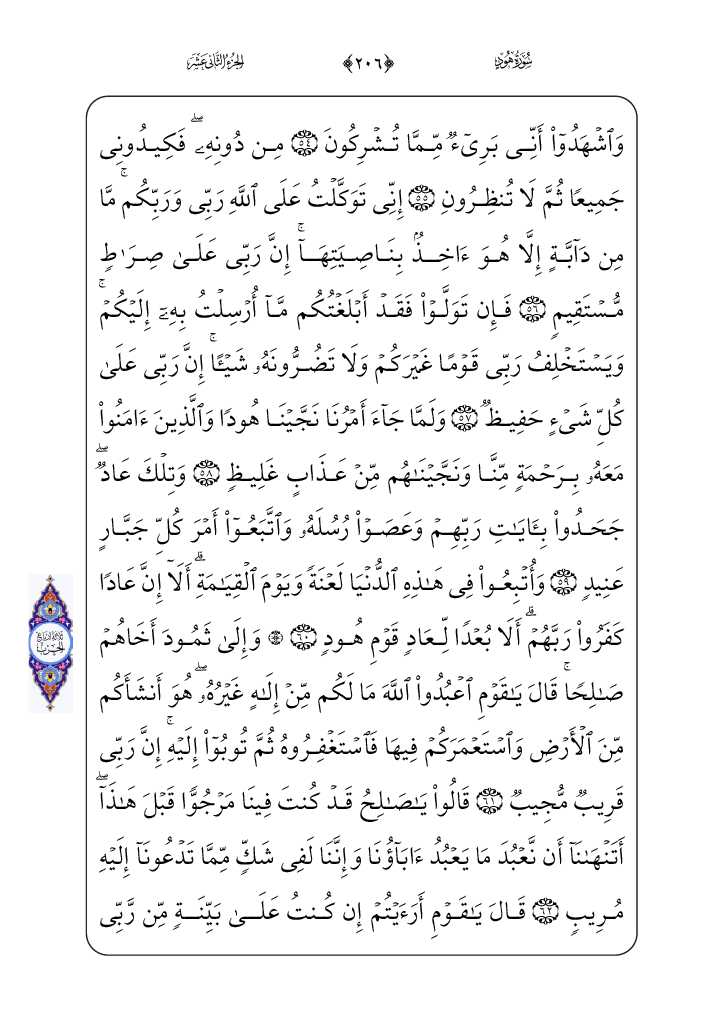 سُورَةُ هُودٍ
﴿٢٠٦﴾
الجُزءُ الثَّانِي عَشَرَ
وَٱشۡهَدُوٓاْ أَنِّي بَرِيٓءٞ مِّمَّا تُشۡرِكُونَ ٥٤ مِن دُونِهِۦۖ فَكِيدُونِي
جَمِيعٗا ثُمَّ لَا تُنظِرُونِ ٥٥ إِنِّي تَوَكَّلۡتُ عَلَى ٱللَّهِ رَبِّي وَرَبِّكُمۚ مَّا
مِن دَآبَّةٍ إِلَّا هُوَ ءَاخِذُۢ بِنَاصِيَتِهَآۚ إِنَّ رَبِّي عَلَىٰ صِرَٰطٖ
مُّسۡتَقِيمٖ ٥٦ فَإِن تَوَلَّوۡاْ فَقَدۡ أَبۡلَغۡتُكُم مَّآ أُرۡسِلۡتُ بِهِۦٓ إِلَيۡكُمۡۚ
وَيَسۡتَخۡلِفُ رَبِّي قَوۡمًا غَيۡرَكُمۡ وَلَا تَضُرُّونَهُۥ شَيۡـًٔاۚ إِنَّ رَبِّي عَلَىٰ
كُلِّ شَيۡءٍ حَفِيظٞ ٥٧ وَلَمَّا جَآءَ أَمۡرُنَا نَجَّيۡنَا هُودٗا وَٱلَّذِينَ ءَامَنُواْ
مَعَهُۥ بِرَحۡمَةٖ مِّنَّا وَنَجَّيۡنَٰهُم مِّنۡ عَذَابٍ غَلِيظٖ ٥٨ وَتِلۡكَ عَادٞۖ
جَحَدُواْ بِـَٔايَٰتِ رَبِّهِمۡ وَعَصَوۡاْ رُسُلَهُۥ وَٱتَّبَعُوٓاْ أَمۡرَ كُلِّ جَبَّارٍ
عَنِيدٖ ٥٩ وَأُتۡبِعُواْ فِي هَٰذِهِ ٱلدُّنۡيَا لَعۡنَةٗ وَيَوۡمَ ٱلۡقِيَٰمَةِۗ أَلَآ إِنَّ عَادٗا
كَفَرُواْ رَبَّهُمۡۗ أَلَا بُعۡدٗا لِّعَادٖ قَوۡمِ هُودٖ ٦٠ ۞ وَإِلَىٰ ثَمُودَ أَخَاهُمۡ
صَٰلِحٗاۚ قَالَ يَٰقَوۡمِ ٱعۡبُدُواْ ٱللَّهَ مَا لَكُم مِّنۡ إِلَٰهٍ غَيۡرُهُۥۖ هُوَ أَنشَأَكُم
مِّنَ ٱلۡأَرۡضِ وَٱسۡتَعۡمَرَكُمۡ فِيهَا فَٱسۡتَغۡفِرُوهُ ثُمَّ تُوبُوٓاْ إِلَيۡهِۚ إِنَّ رَبِّي
قَرِيبٞ مُّجِيبٞ ٦١ قَالُواْ يَٰصَٰلِحُ قَدۡ كُنتَ فِينَا مَرۡجُوّٗا قَبۡلَ هَٰذَآۖ
أَتَنۡهَىٰنَآ أَن نَّعۡبُدَ مَا يَعۡبُدُ ءَابَآؤُنَا وَإِنَّنَا لَفِي شَكّٖ مِّمَّا تَدۡعُونَآ إِلَيۡهِ
مُرِيبٖ ٦٢ قَالَ يَٰقَوۡمِ أَرَءَيۡتُمۡ إِن كُنتُ عَلَىٰ بَيِّنَةٖ مِّن رَّبِّي
ثَلَاثَةُ أَرْبَاعِ
الحِزْبِ